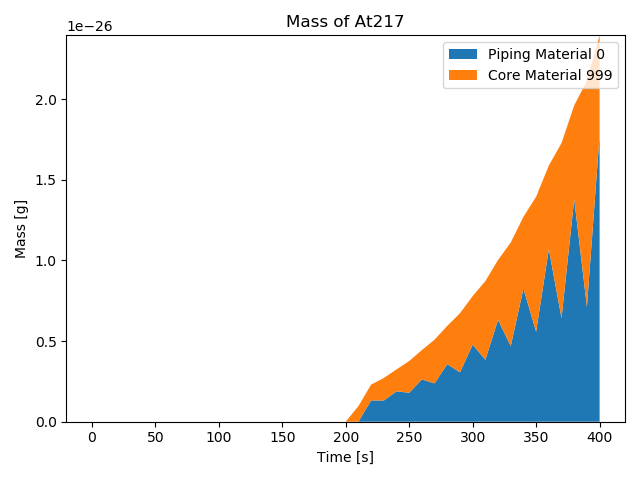 Mass of At217
1e−26
Piping Material 0
Core Material 999
Mass [g]
2.0
1.5
1.0
0.5
0.0
0 50 100 150 200 250 300 350 400
Time [s]